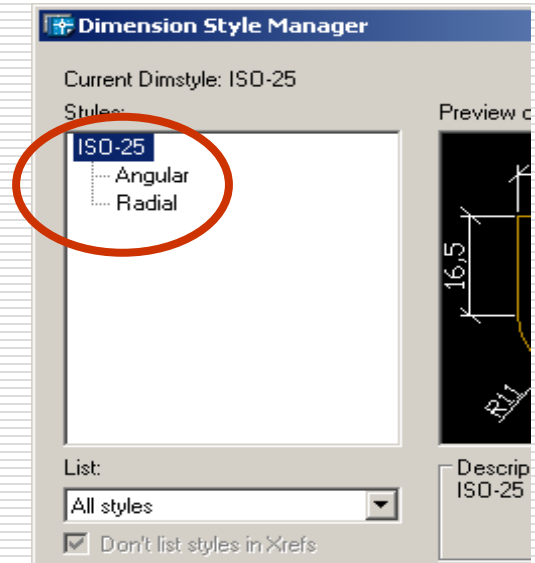 Dimension Style Manager
Current Dimstyle: ISO-25
Styles:
Preview o
ISO-25
Angular
Radial
16,5
R11
List:
All styles
Don't list styles in Xrefs
Descrip
ISO-25